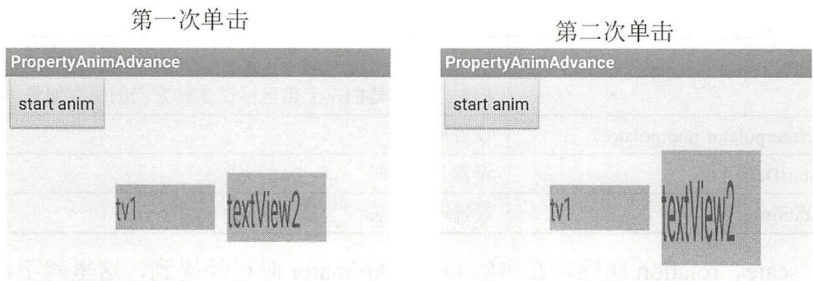 第一次单击
PropertyAnimAdvance
start anim
tv1
textView2
第二次单击
PropertyAnimAdvance
start anim
tv1
textView2